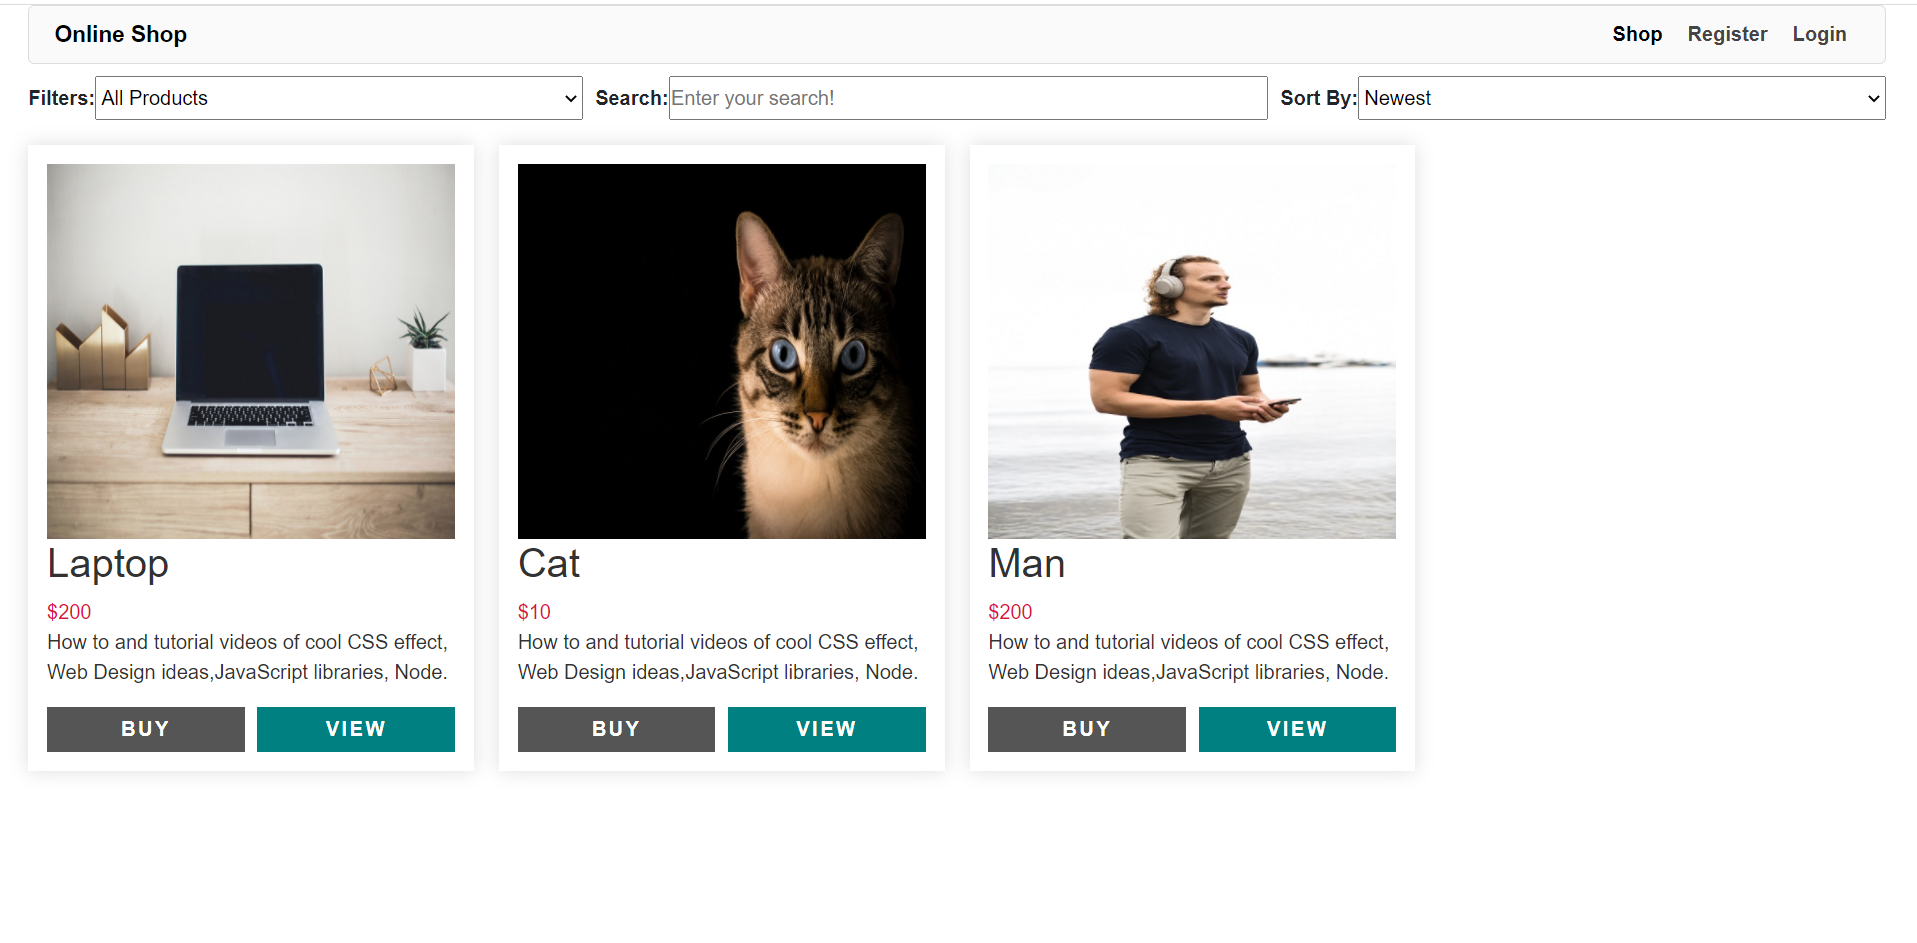 Online Shop
Shop Register Login
Filters: All Products Search: Enter your search! Sort By: Newest
Laptop
$200
How to and tutorial videos of cool CSS effect,
Web Design ideas,JavaScript libraries, Node.
BUY VIEW
Cat
$10
How to and tutorial videos of cool CSS effect,
Web Design ideas,JavaScript libraries, Node.
BUY VIEW
Man
$200
How to and tutorial videos of cool CSS effect,
Web Design ideas,JavaScript libraries, Node.
BUY VIEW